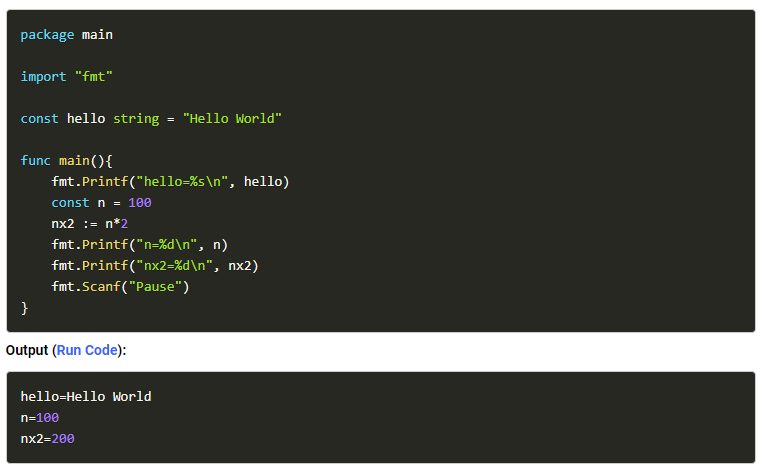 package main
import "fmt"
const hello string = "Hello World"
func main(){
    fmt.Printf("hello=%s\n", hello)
    const n = 100
    nx2 := n*2
    fmt.Printf("n=%d\n", n)
    fmt.Printf("nx2=%d\n", nx2)
    fmt.Scanf("Pause")
}
Output (Run Code):
hello=Hello World
n=100
nx2=200